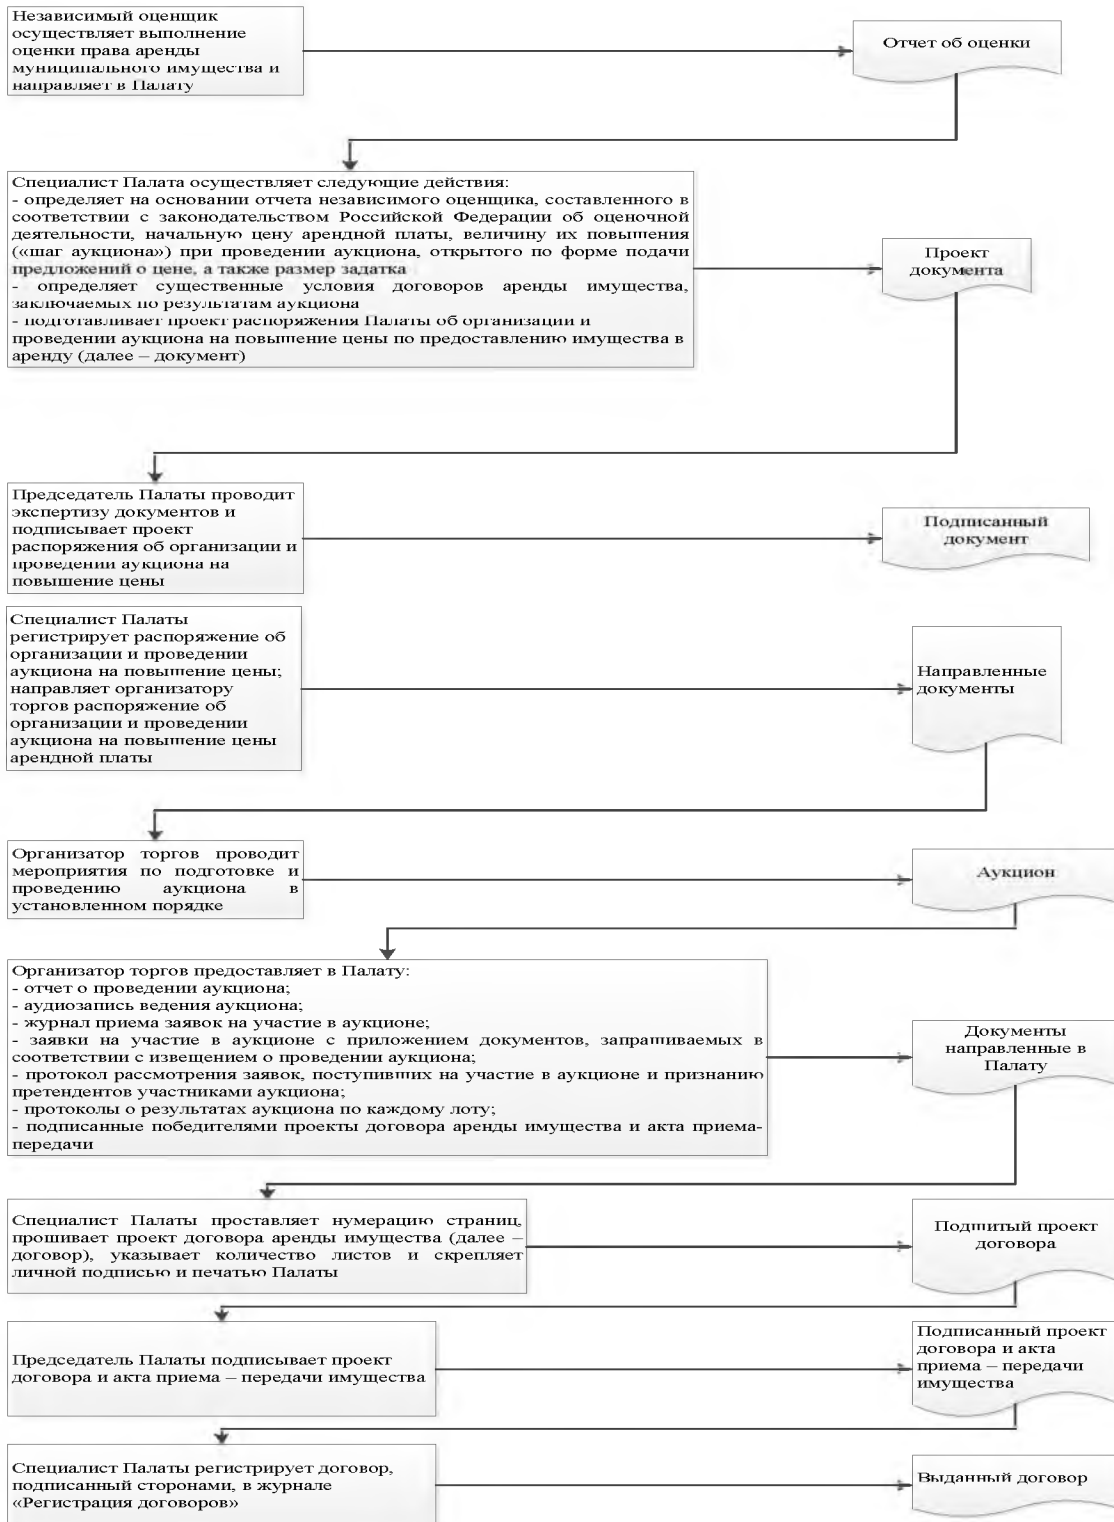 Независимый оценщик
осуществляет выполнение
оценки права аренды
муниципального имущества и
направляет в Палату
Отчет об оценки
Специалист Палата осуществляет следующие действия:
- определяет на основании отчета независимого оценщика, составленного в
соответствии с законодательством Российской Федерации об оценочной
деятельности, начальную цену арендной платы, величину их повышения
(«шаг аукциона») при проведении аукциона, открытого по форме подачи
предложений о цене, а также размер задатка
- определяет существенные условия договоров аренды имущества,
заключаемых по результатам аукциона
- подготавливает проект распоряжения Палаты об организации и
проведении аукциона на повышение цены по предоставлению имущества в
аренду (далее – документ)
Проект
документа
Председатель Палаты проводит
экспертизу документов и
подписывает проект
распоряжения об организации и
проведении аукциона на
повышение цены
Подписанный
документ
Специалист Палаты
регистрирует распоряжение об
организации и проведении
аукциона на повышение цены;
направляет организатору
торгов распоряжение об
организации и проведении
аукциона на повышение цены
арендной платы
Направленные
документы
Организатор торгов проводит
мероприятия по подготовке и
проведению аукциона в
установленном порядке
Аукцион
Организатор торгов предоставляет в Палату:
- отчет о проведении аукциона;
- аудиозапись ведения аукциона;
- журнал приема заявок на участие в аукционе;
- заявки на участие в аукционе с приложением документов, запрашиваемых в
соответствии с извещением о проведении аукциона;
- протокол рассмотрения заявок, поступивших на участие в аукционе и признанию
претендентов участниками аукциона;
- протоколы о результатах аукциона по каждому лоту;
- подписанные победителями проекты договора аренды имущества и акта приема-
передачи
Документы
направленные в
Палату
Специалист Палаты проставляет нумерацию страниц,
прошивает проект договора аренды имущества (далее –
договор), указывает количество листов и скрепляет
личной подписью и печатью Палаты
Подшитый проект
договора
Председатель Палаты подписывает проект
договора и акта приема – передачи имущества
Подписанный проект
договора и акта
приема – передачи
имущества
Специалист Палаты регистрирует договор,
подписанный сторонами, в журнале
«Регистрация договоров»
Выданный договор